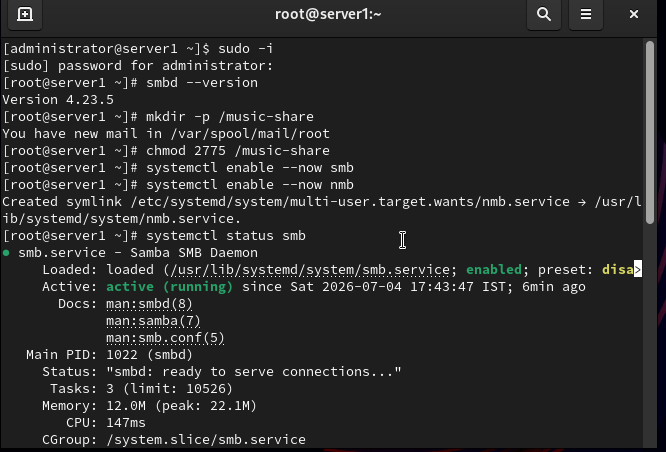 root@server1:~
[administrator@server1 ~]$ sudo -i
[sudo] password for administrator:
[root@server1 ~]# smbd --version
Version 4.23.5
[root@server1 ~]# mkdir -p /music-share
You have new mail in /var/spool/mail/root
[root@server1 ~]# chmod 2775 /music-share
[root@server1 ~]# systemctl enable --now smb
[root@server1 ~]# systemctl enable --now nmb
Created symlink /etc/systemd/system/multi-user.target.wants/nmb.service → /usr/l
ib/systemd/system/nmb.service.
[root@server1 ~]# systemctl status smb
● smb.service - Samba SMB Daemon
     Loaded: loaded (/usr/lib/systemd/system/smb.service; enabled; preset: disa>
     Active: active (running) since Sat 2026-07-04 17:43:47 IST; 6min ago
       Docs: man:smbd(8)
             man:samba(7)
             man:smb.conf(5)
   Main PID: 1022 (smbd)
     Status: "smbd: ready to serve connections..."
      Tasks: 3 (limit: 10526)
     Memory: 12.0M (peak: 22.1M)
        CPU: 147ms
     CGroup: /system.slice/smb.service